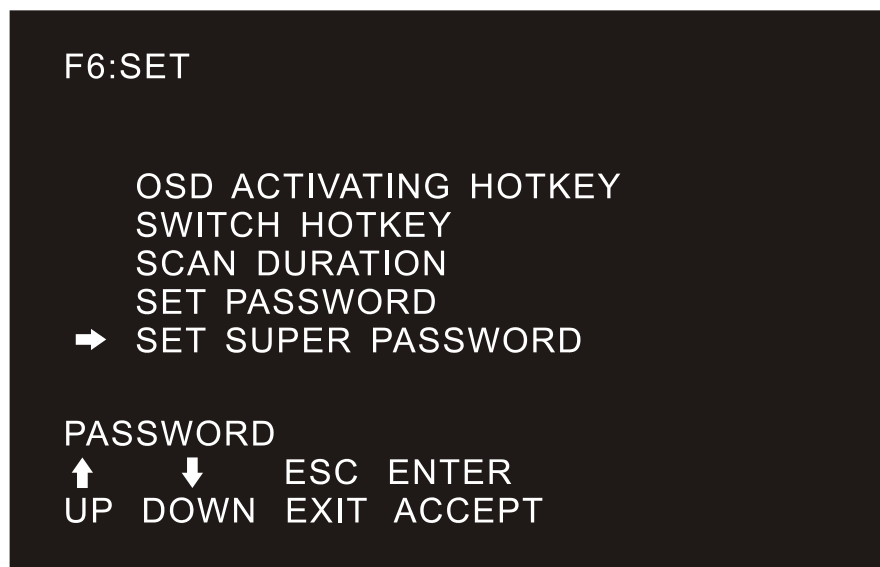 F6:SET
OSD ACTIVATING HOTKEY
SWITCH HOTKEY
SCAN DURATION
SET PASSWORD
SET SUPER PASSWORD
PASSWORD
ESC ENTER
UP DOWN EXIT ACCEPT